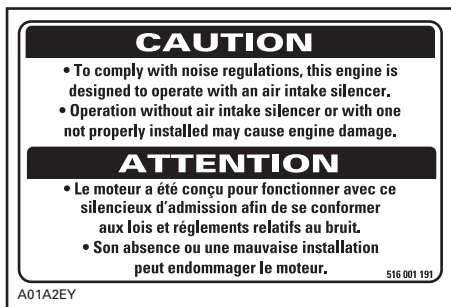 CAUTION
• To comply with noise regulations, this engine is
designed to operate with an air intake silencer.
• Operation without air intake silencer or with one
not properly installed may cause engine damage.
ATTENTION
• Le moteur a été conçu pour fonctionner avec ce
silencieux d'admission afin de se conformer
aux lois et réglements relatifs au bruit.
• Son absence ou une mauvaise installation
peut endommager le moteur.
516 001 191
A01A2EY